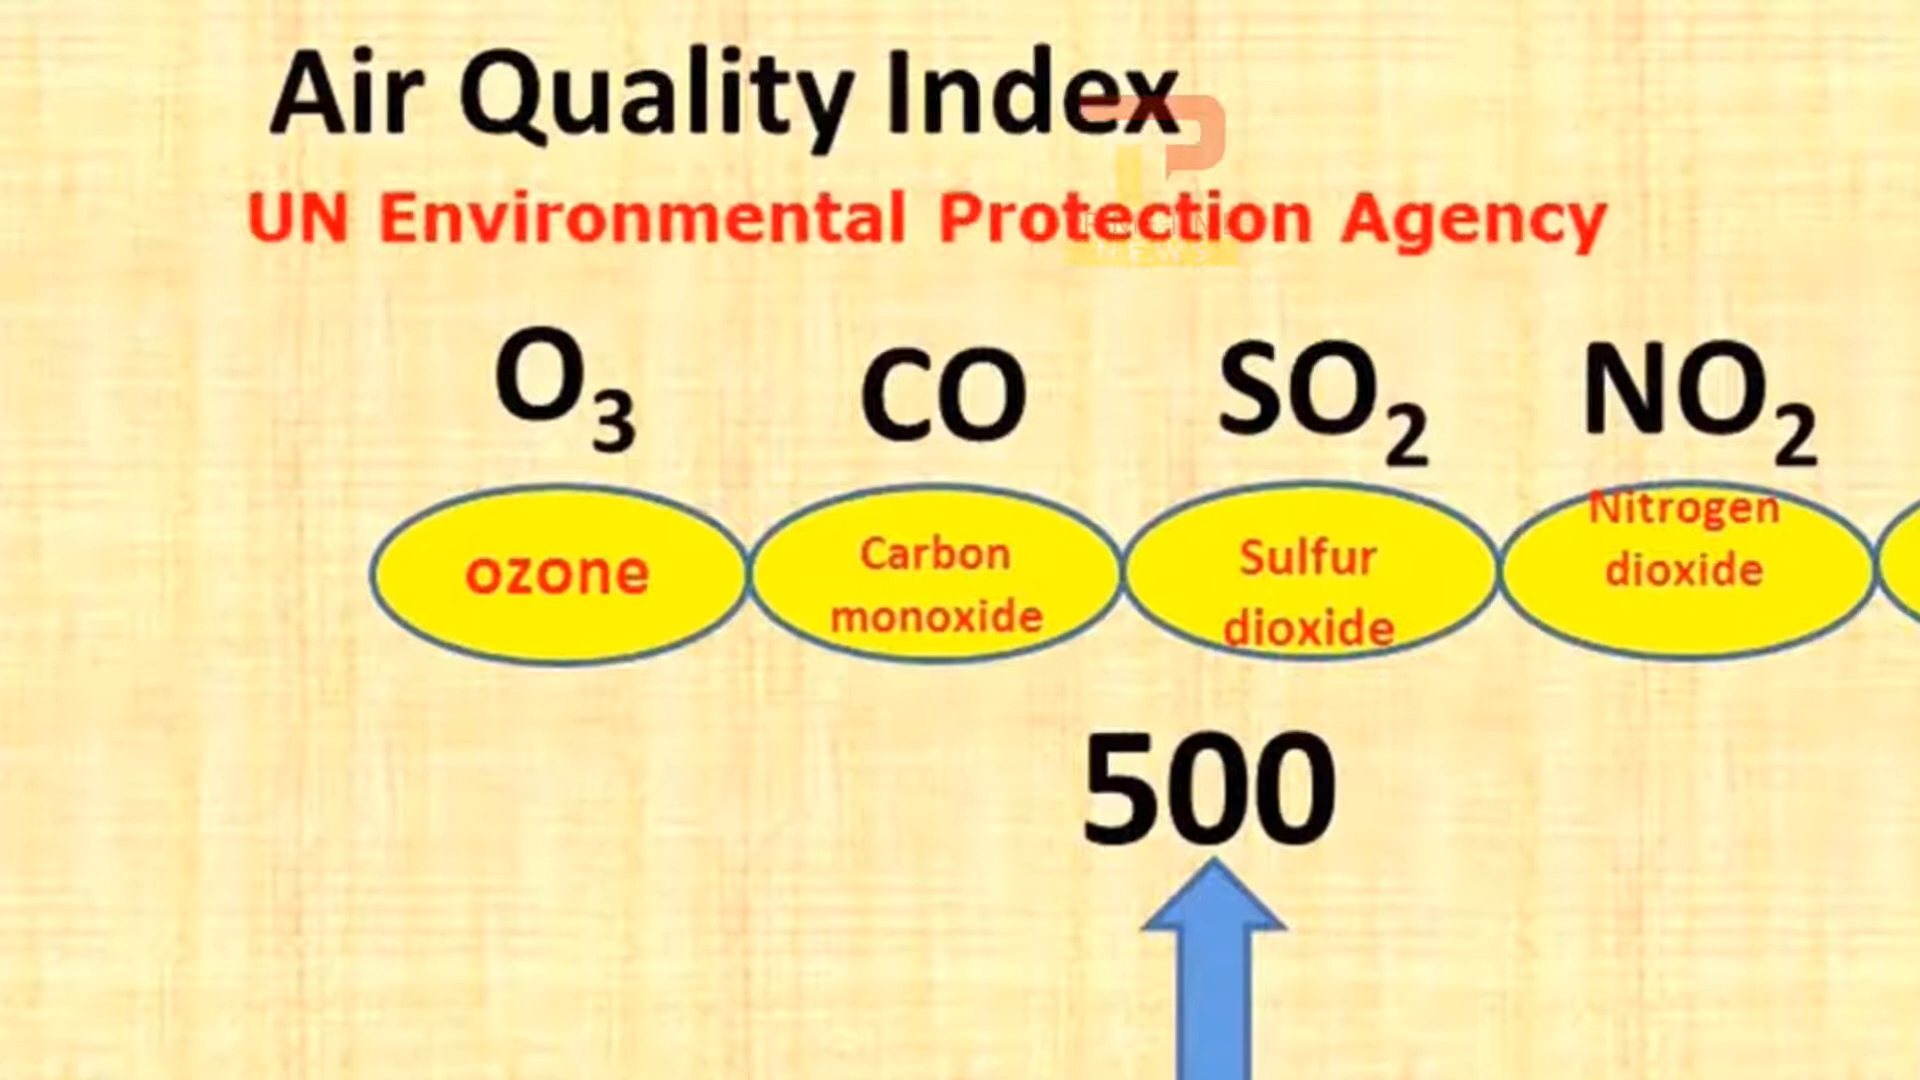 Air Quality Index
UN Environmental Protection Agency
O₃ CO SO₂ NO₂
ozone
Carbon
monoxide
Sulfur
dioxide
Nitrogen
dioxide
500
NEWS